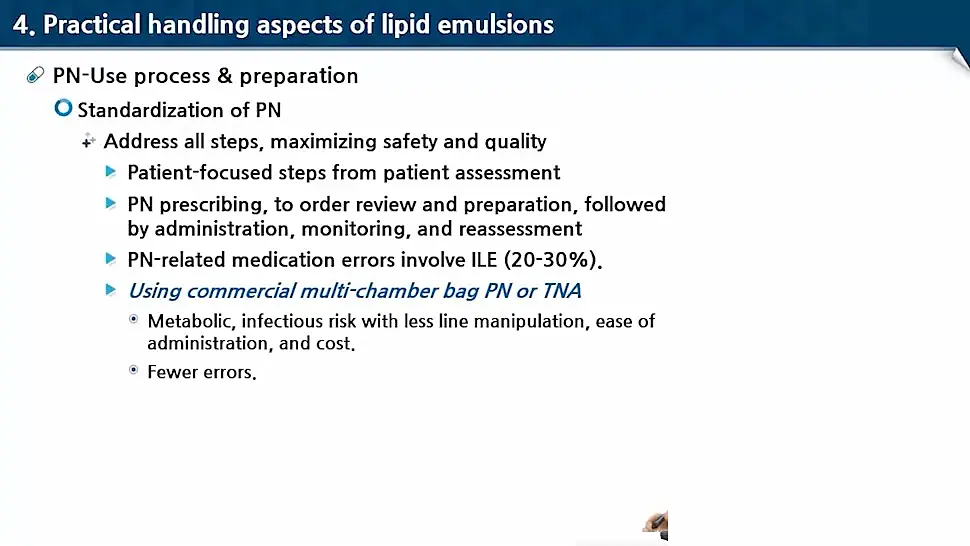 4. Practical handling aspects of lipid emulsions
PN-Use process & preparation
Standardization of PN
Address all steps, maximizing safety and quality
Patient-focused steps from patient assessment
PN prescribing, to order review and preparation, followed
by administration, monitoring, and reassessment
PN-related medication errors involve ILE (20-30%).
Using commercial multi-chamber bag PN or TNA
Metabolic, infectious risk with less line manipulation, ease of
administration, and cost.
Fewer errors.